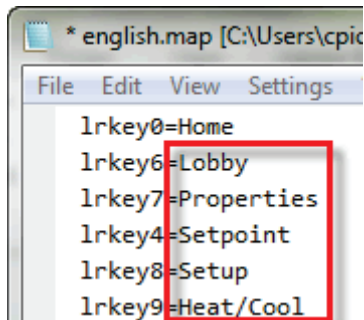 * english.map [C:\Users\cpic
File Edit View Settings
lrkey0=Home
lrkey6=Lobby
lrkey7=Properties
lrkey4=Setpoint
lrkey8=Setup
lrkey9=Heat/Cool